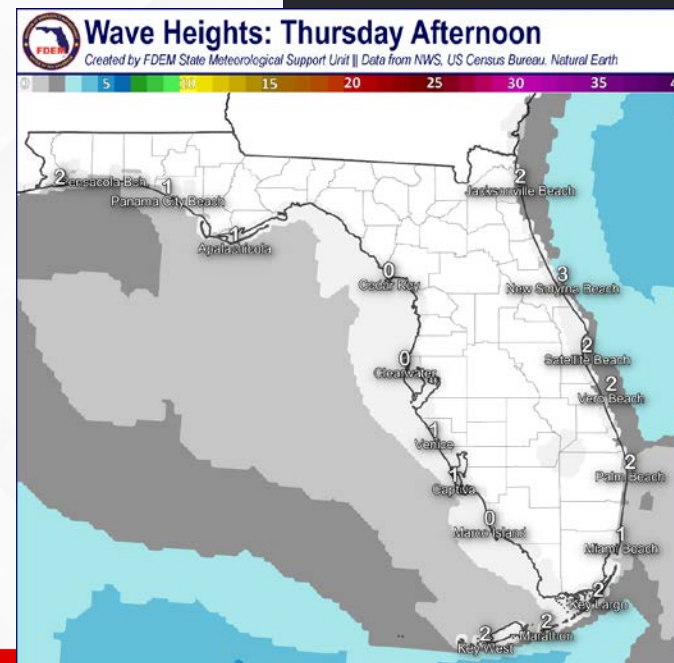 FDEM
Wave Heights: Thursday Afternoon
Created by FDEM State Meteorological Support Unit || Data from NWS, US Census Bureau, Natural Earth
0 5 10 15 20 25 30 35 4
2
Pensacola Bch
1
Panama City Beach
2
Jacksonville Beach
1
Apalachicola
0
Cedar Key
3
New Smyrna Beach
0
Clearwater
2
Satellite Beach
2
Vero Beach
1
Venice
2
Palm Beach
1
Captiva
0
Marco Island
1
Miami Beach
2
Key Largo
2
Marathon
2
Key West